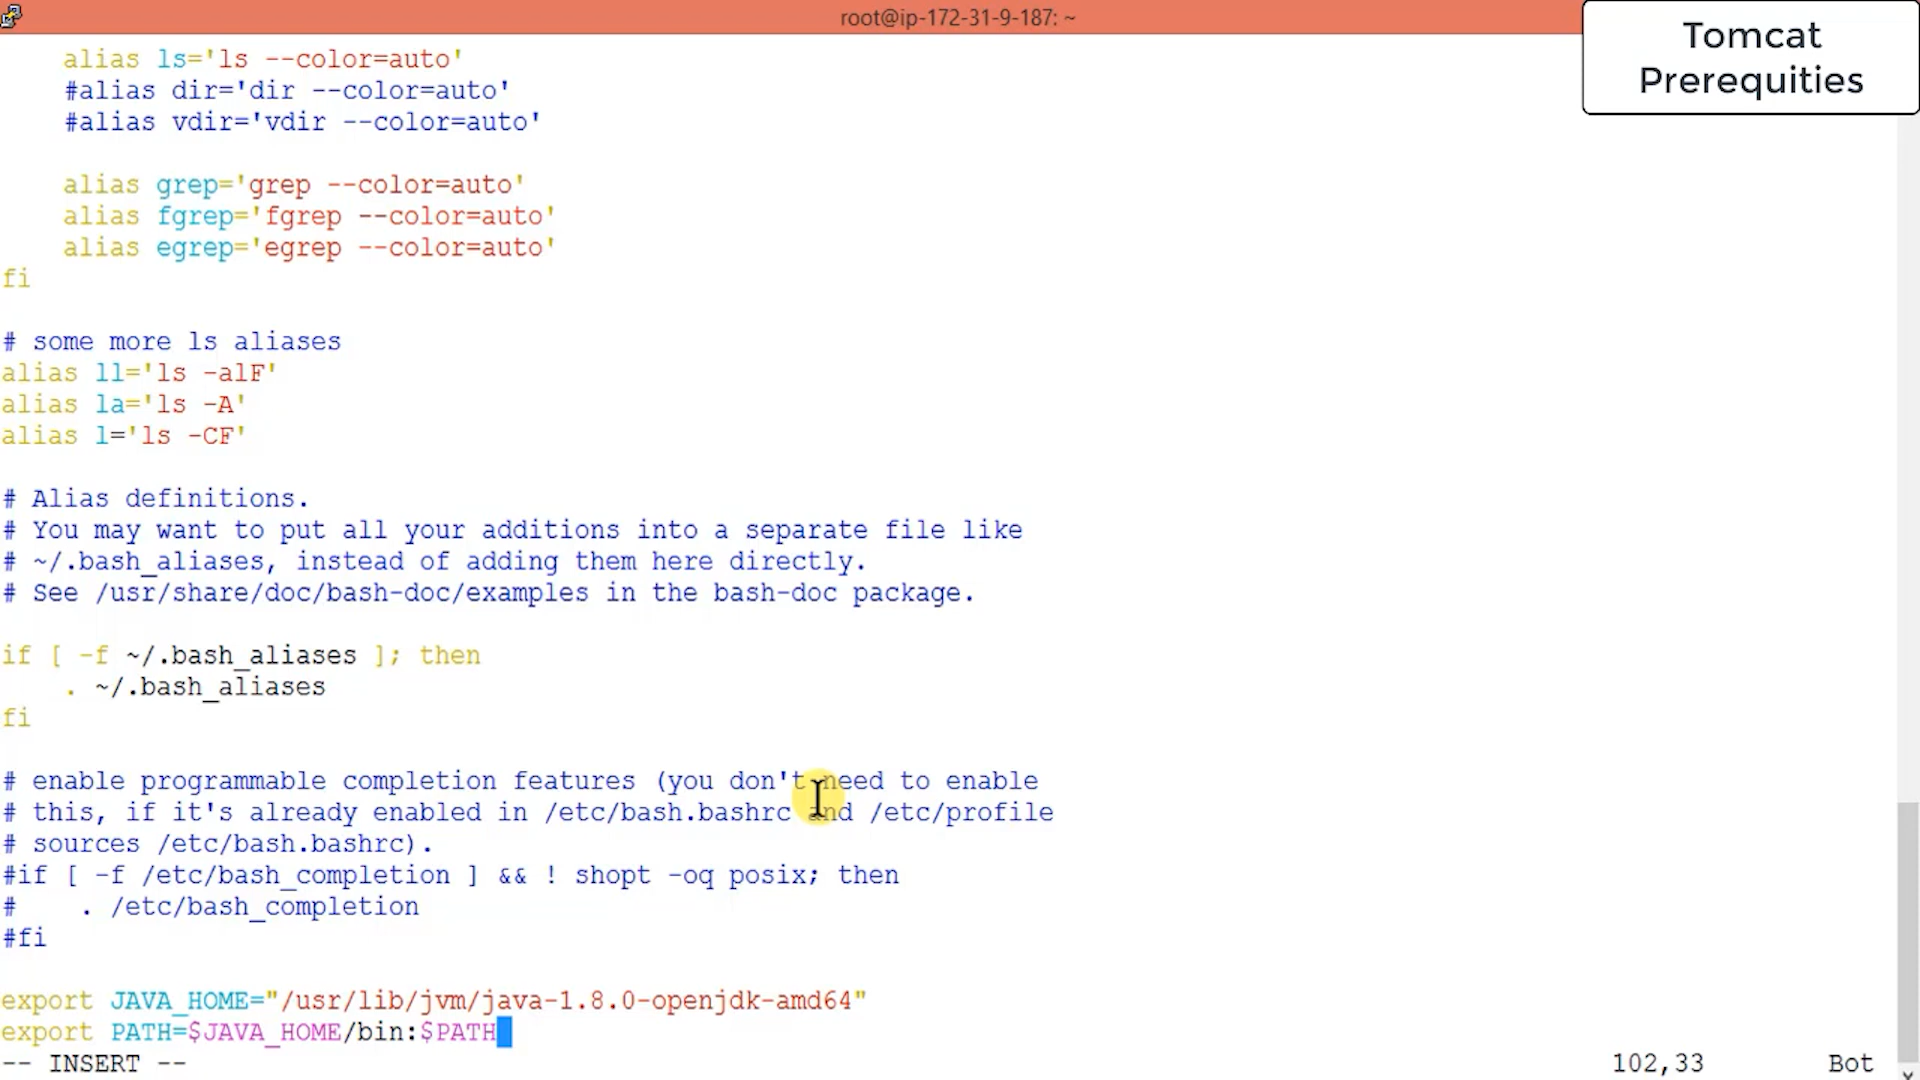 root@ip-172-31-9-187: ~
Tomcat
Prerequities
    alias ls='ls --color=auto'
    #alias dir='dir --color=auto'
    #alias vdir='vdir --color=auto'

    alias grep='grep --color=auto'
    alias fgrep='fgrep --color=auto'
    alias egrep='egrep --color=auto'
fi

# some more ls aliases
alias ll='ls -alF'
alias la='ls -A'
alias l='ls -CF'

# Alias definitions.
# You may want to put all your additions into a separate file like
# ~/.bash_aliases, instead of adding them here directly.
# See /usr/share/doc/bash-doc/examples in the bash-doc package.

if [ -f ~/.bash_aliases ]; then
    . ~/.bash_aliases
fi

# enable programmable completion features (you don't need to enable
# this, if it's already enabled in /etc/bash.bashrc and /etc/profile
# sources /etc/bash.bashrc).
#if [ -f /etc/bash_completion ] && ! shopt -oq posix; then
#    . /etc/bash_completion
#fi

export JAVA_HOME="/usr/lib/jvm/java-1.8.0-openjdk-amd64"
export PATH=$JAVA_HOME/bin:$PATH
-- INSERT -- 102,33 Bot